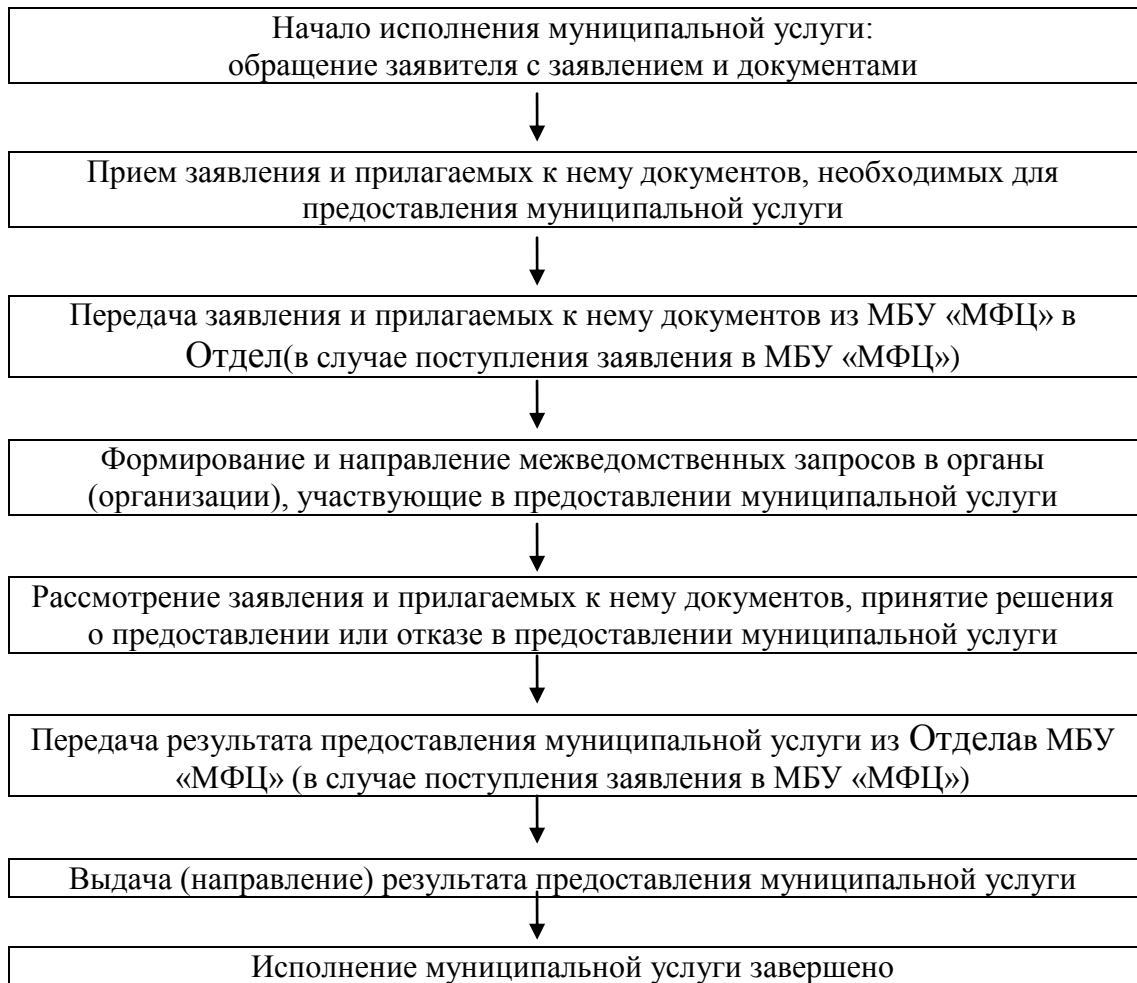 Начало исполнения муниципальной услуги:
обращение заявителя с заявлением и документами
Прием заявления и прилагаемых к нему документов, необходимых для
предоставления муниципальной услуги
Передача заявления и прилагаемых к нему документов из МБУ «МФЦ» в
Отдел(в случае поступления заявления в МБУ «МФЦ»)
Формирование и направление межведомственных запросов в органы
(организации), участвующие в предоставлении муниципальной услуги
Рассмотрение заявления и прилагаемых к нему документов, принятие решения
о предоставлении или отказе в предоставлении муниципальной услуги
Передача результата предоставления муниципальной услуги из Отделав МБУ
«МФЦ» (в случае поступления заявления в МБУ «МФЦ»)
Выдача (направление) результата предоставления муниципальной услуги
Исполнение муниципальной услуги завершено